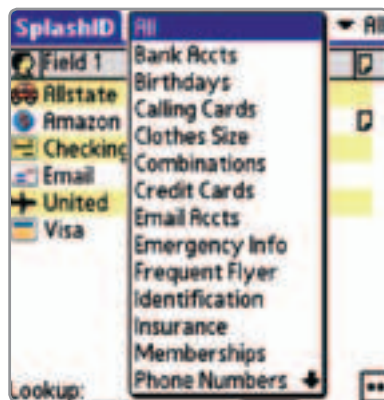 SplashID All All
Field 1 Bank Accts
Birthdays
Allstate Calling Cards
Amazon Clothes Size
Checking Combinations
Email Credit Cards
United Email Accts
Visa Emergency Info
Frequent Flyer
Identification
Insurance
Memberships
Lookup: Phone Numbers